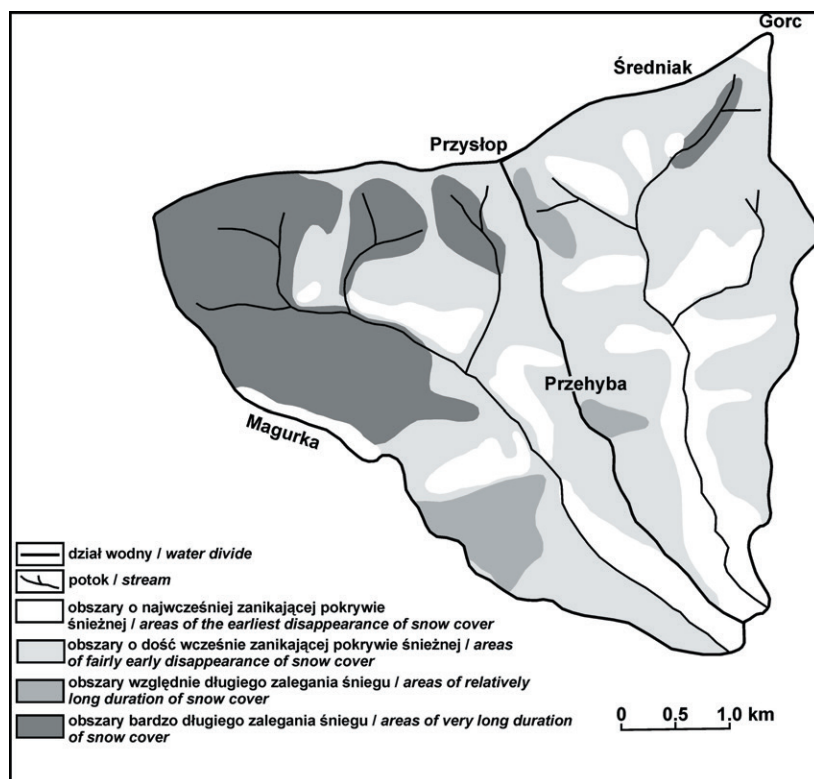 Gorc
Średniak
Przysłop
Przehyba
Magurka
dział wodny / water divide
potok / stream
obszary o najwcześniej zanikającej pokrywie
śnieżnej / areas of the earliest disappearance of snow cover
obszary o dość wcześnie zanikającej pokrywie śnieżnej / areas
of fairly early disappearance of snow cover
obszary względnie długiego zalegania śniegu / areas of relatively
long duration of snow cover
obszary bardzo długiego zalegania śniegu / areas of very long duration
of snow cover
0 0.5 1.0 km